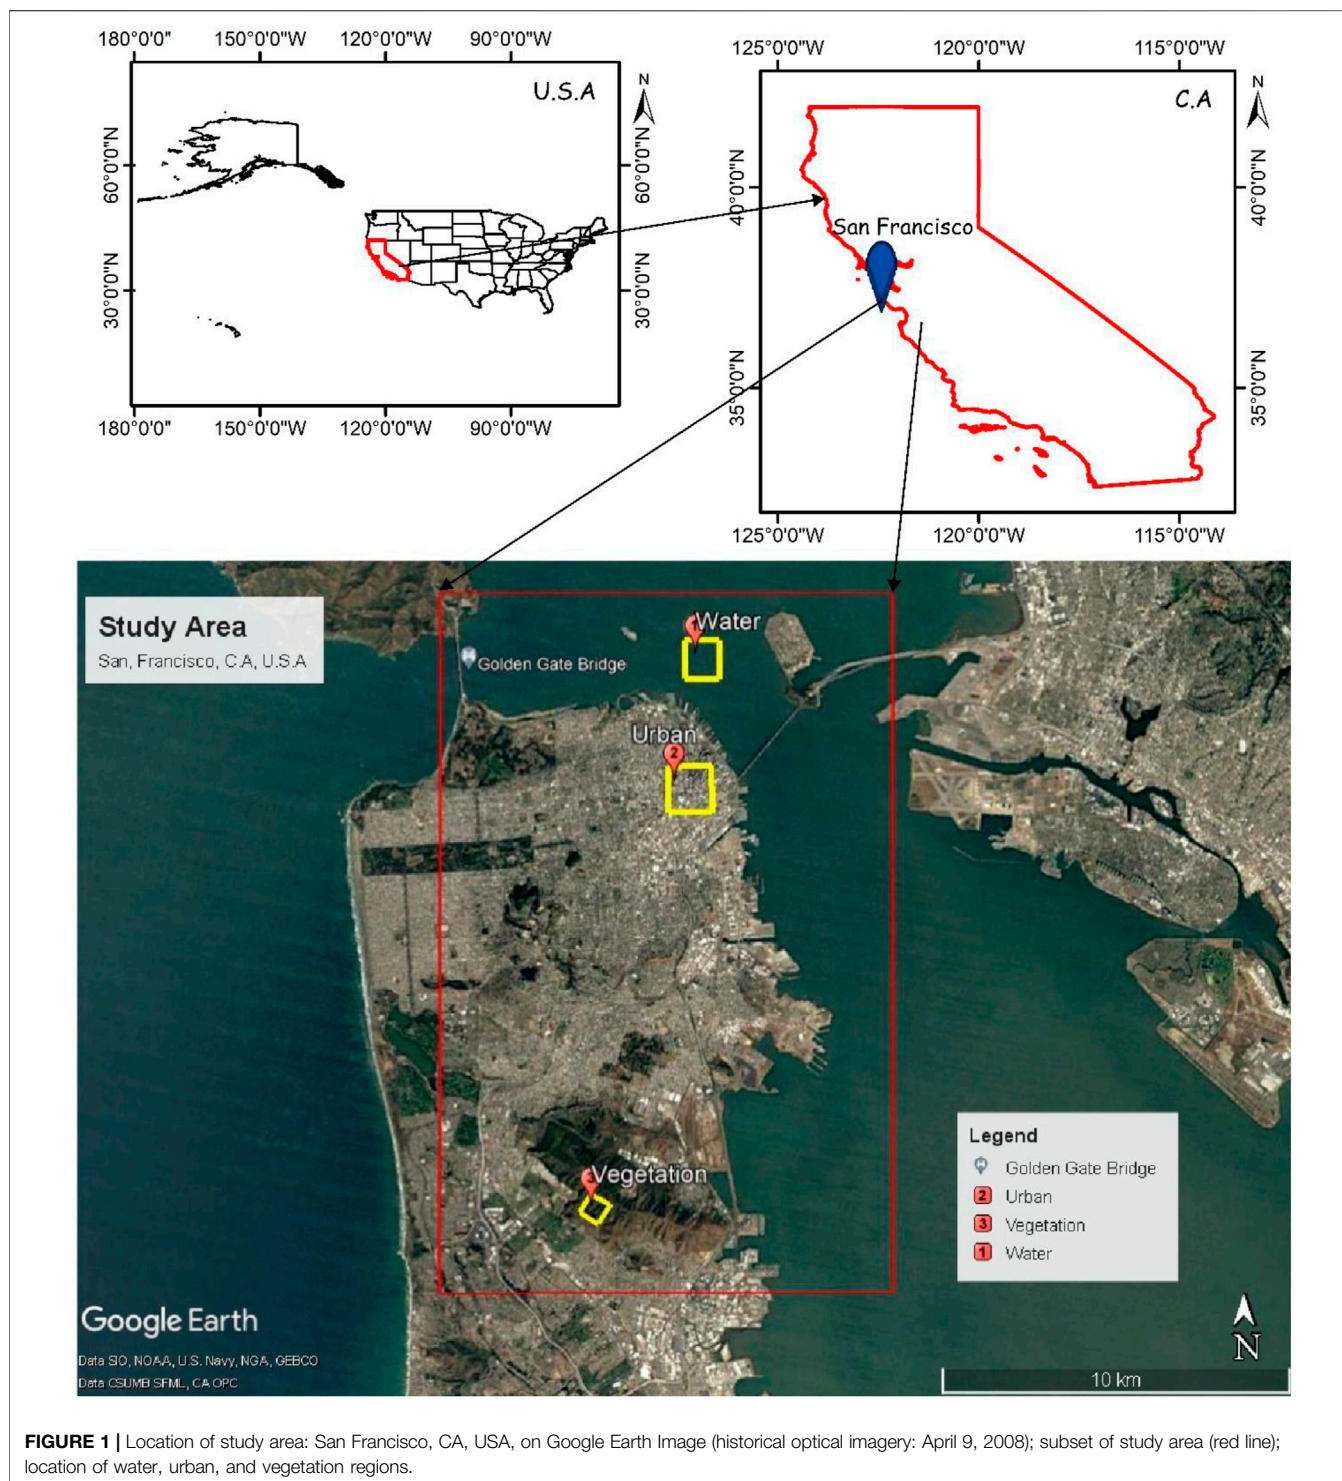 180°0'0" 150°0'0"W 120°0'0"W 90°0'0"W
U.S.A
N
60°0'0"N
30°0'0"N
60°0'0"N
30°0'0"N
180°0'0" 150°0'0"W 120°0'0"W 90°0'0"W
125°0'0"W 120°0'0"W 115°0'0"W
C.A
N
40°0'0"N
35°0'0"N
San Francisco
40°0'0"N
35°0'0"N
125°0'0"W 120°0'0"W 115°0'0"W
Study Area
San, Francisco, C.A, U.S.A
1
Water
Golden Gate Bridge
Urban
2
3
Vegetation
Legend
Golden Gate Bridge
2 Urban
3 Vegetation
1 Water
Google Earth
Data SIO, NOAA, U.S. Navy, NGA, GEBCO
Data CSUMB SFML, CA OPC
N
10 km
FIGURE 1 | Location of study area: San Francisco, CA, USA, on Google Earth Image (historical optical imagery: April 9, 2008); subset of study area (red line);
location of water, urban, and vegetation regions.